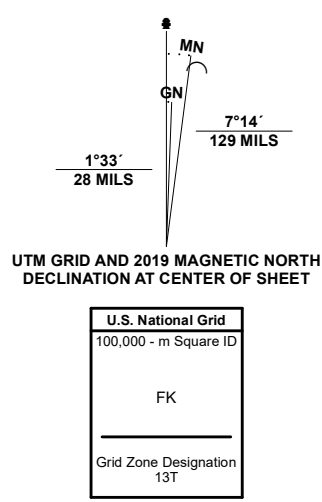 MN
GN
7°14´
129 MILS
1°33´
28 MILS
UTM GRID AND 2019 MAGNETIC NORTH
DECLINATION AT CENTER OF SHEET
U.S. National Grid
100,000 - m Square ID
FK
Grid Zone Designation
13T